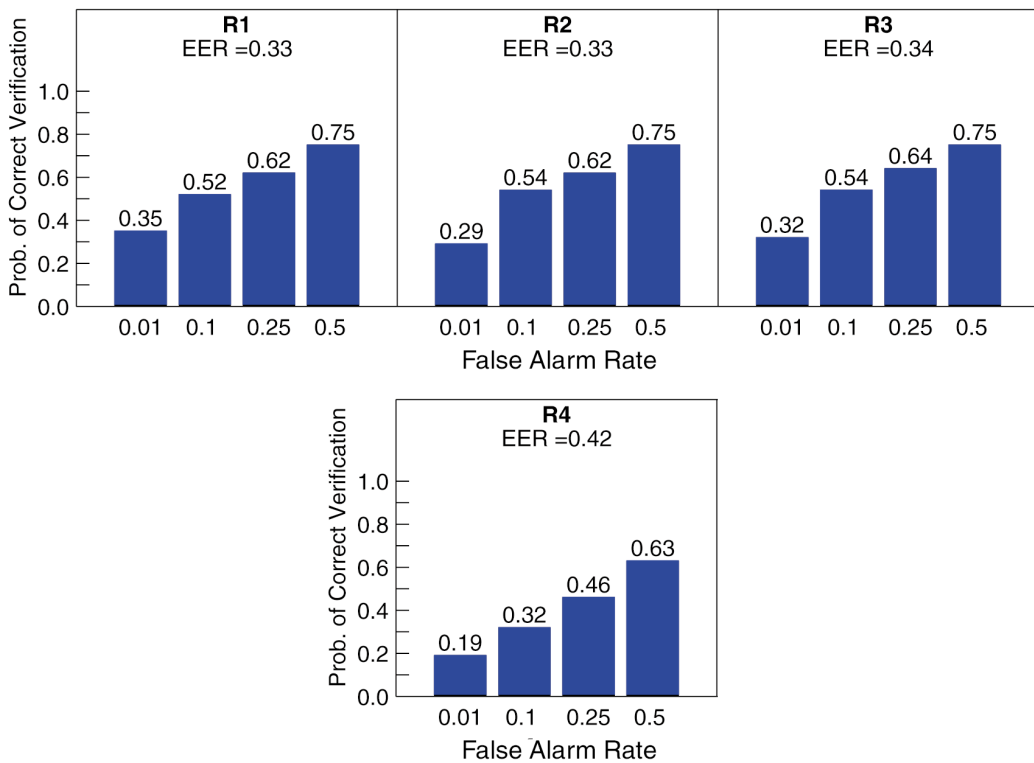 R1
EER =0.33
R2
EER =0.33
R3
EER =0.34
Prob. of Correct Verification
1.0
0.8
0.6
0.4
0.2
0.0
0.35
0.52
0.62
0.75
0.29
0.54
0.62
0.75
0.32
0.54
0.64
0.75
0.01 0.1 0.25 0.5
0.01 0.1 0.25 0.5
0.01 0.1 0.25 0.5
False Alarm Rate
R4
EER =0.42
Prob. of Correct Verification
1.0
0.8
0.6
0.4
0.2
0.0
0.19
0.32
0.46
0.63
0.01 0.1 0.25 0.5
False Alarm Rate